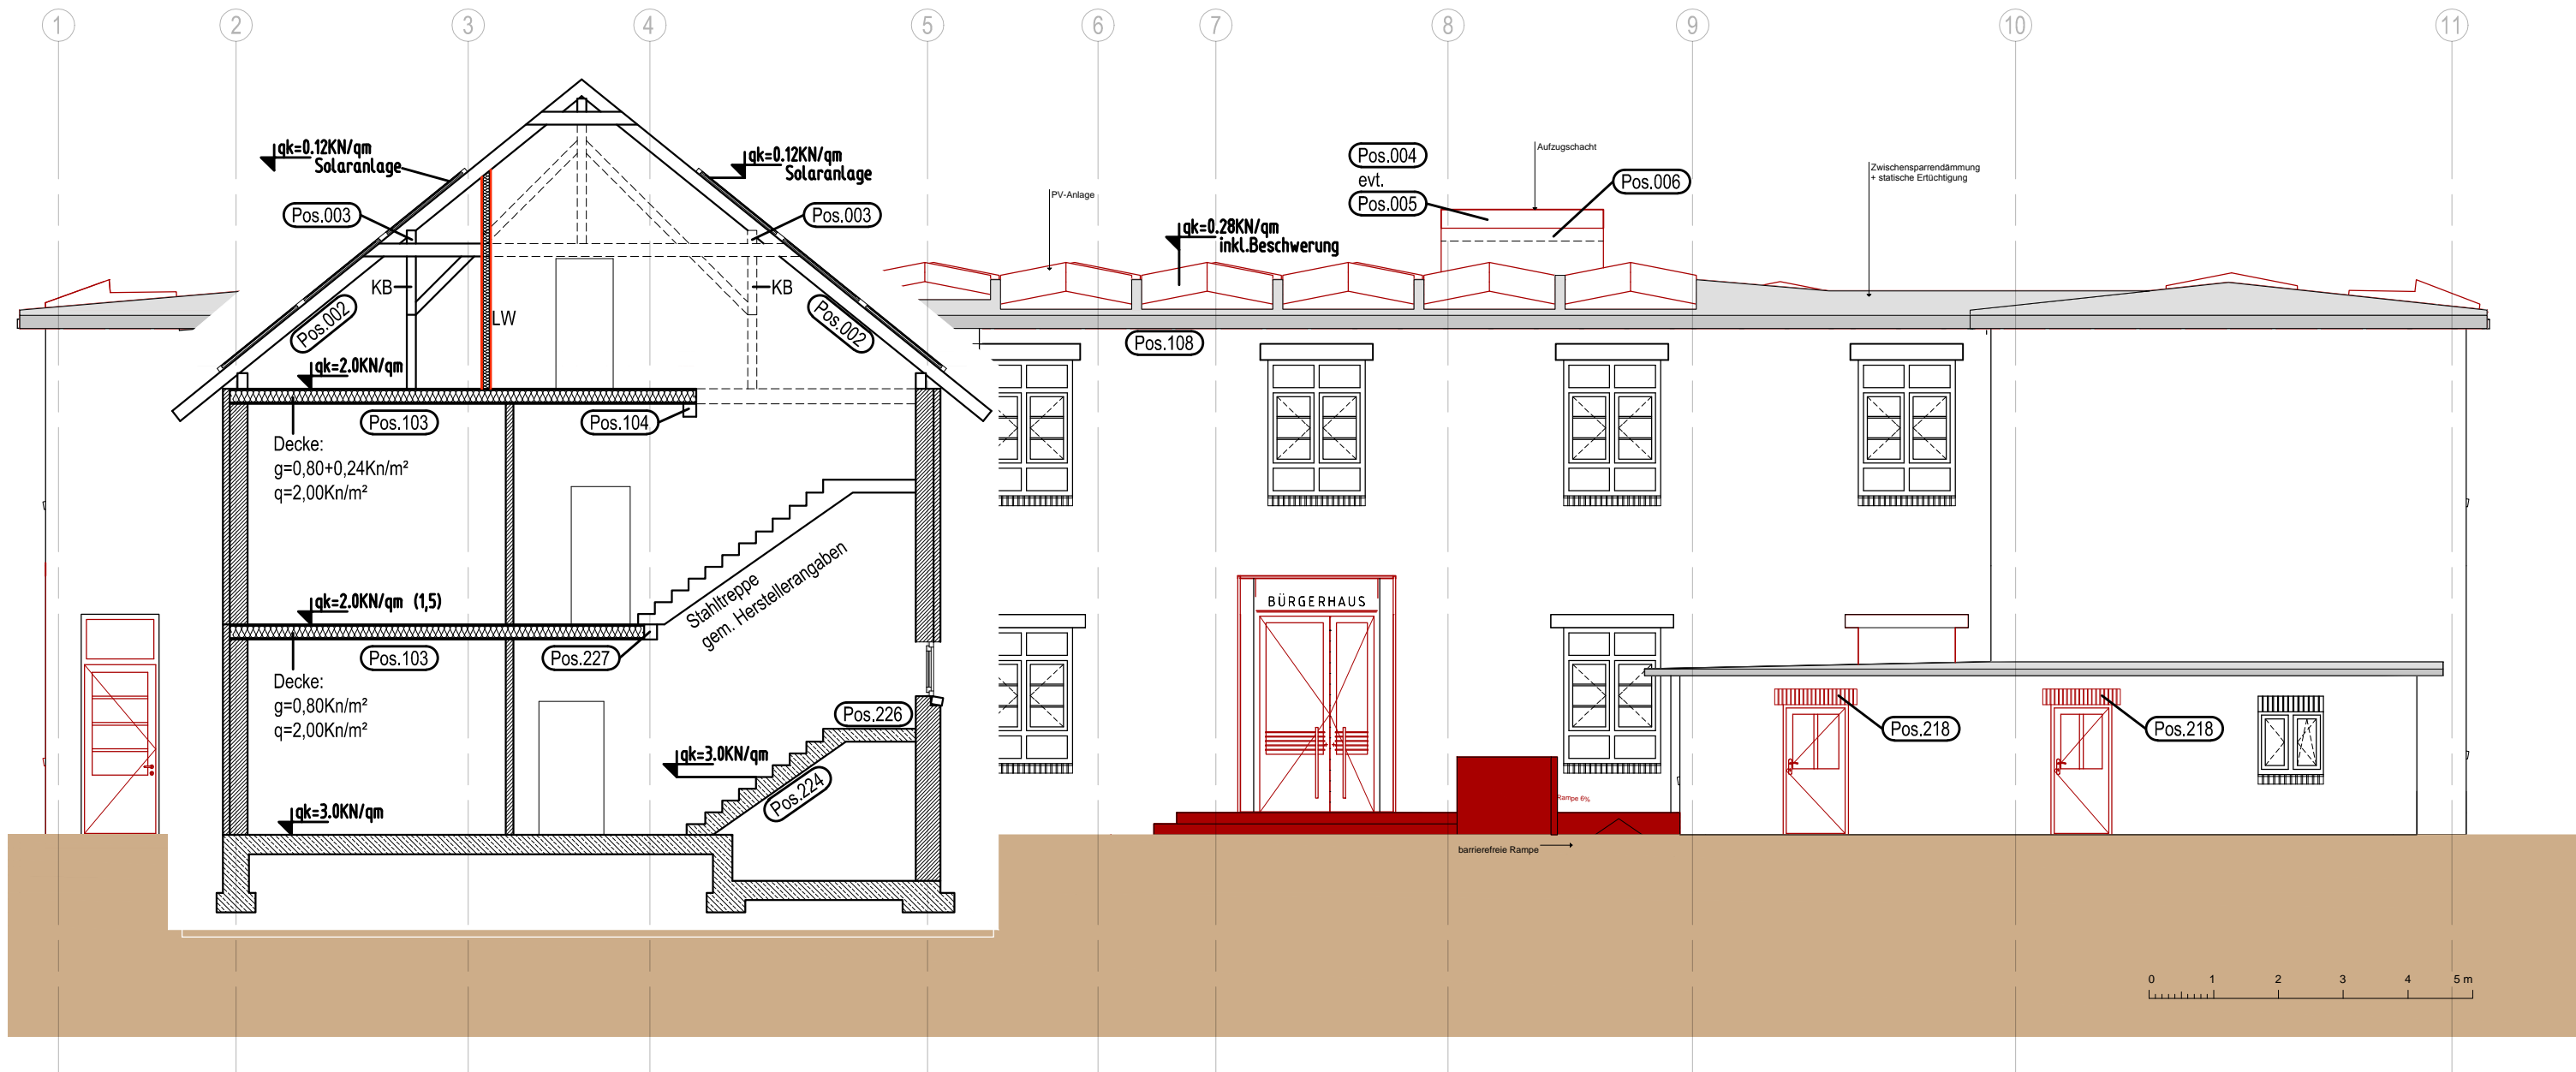 1
2
3
4
5
6
7
8
9
10
11
qk=0.12KN/qm
Solaranlage
qk=0.12KN/qm
Solaranlage
Pos.003
Pos.003
KB
KB
LW
Pos.002
Pos.002
qk=2.0KN/qm
Pos.103
Pos.104
Decke:
g=0,80+0,24Kn/m²
q=2,00Kn/m²
Stahltreppe
gem. Herstellerangaben
qk=2.0KN/qm (1,5)
Pos.103
Pos.227
Decke:
g=0,80Kn/m²
q=2,00Kn/m²
Pos.226
qk=3.0KN/qm
Pos.224
qk=3.0KN/qm
PV-Anlage
qk=0.28KN/qm
inkl.Beschwerung
Pos.004
evt.
Pos.005
Aufzugschacht
Pos.006
Zwischensparrendämmung
+ statische Ertüchtigung
Pos.108
BÜRGERHAUS
Pos.218
Pos.218
Rampe 6%
barrierefreie Rampe
0 1 2 3 4 5 m